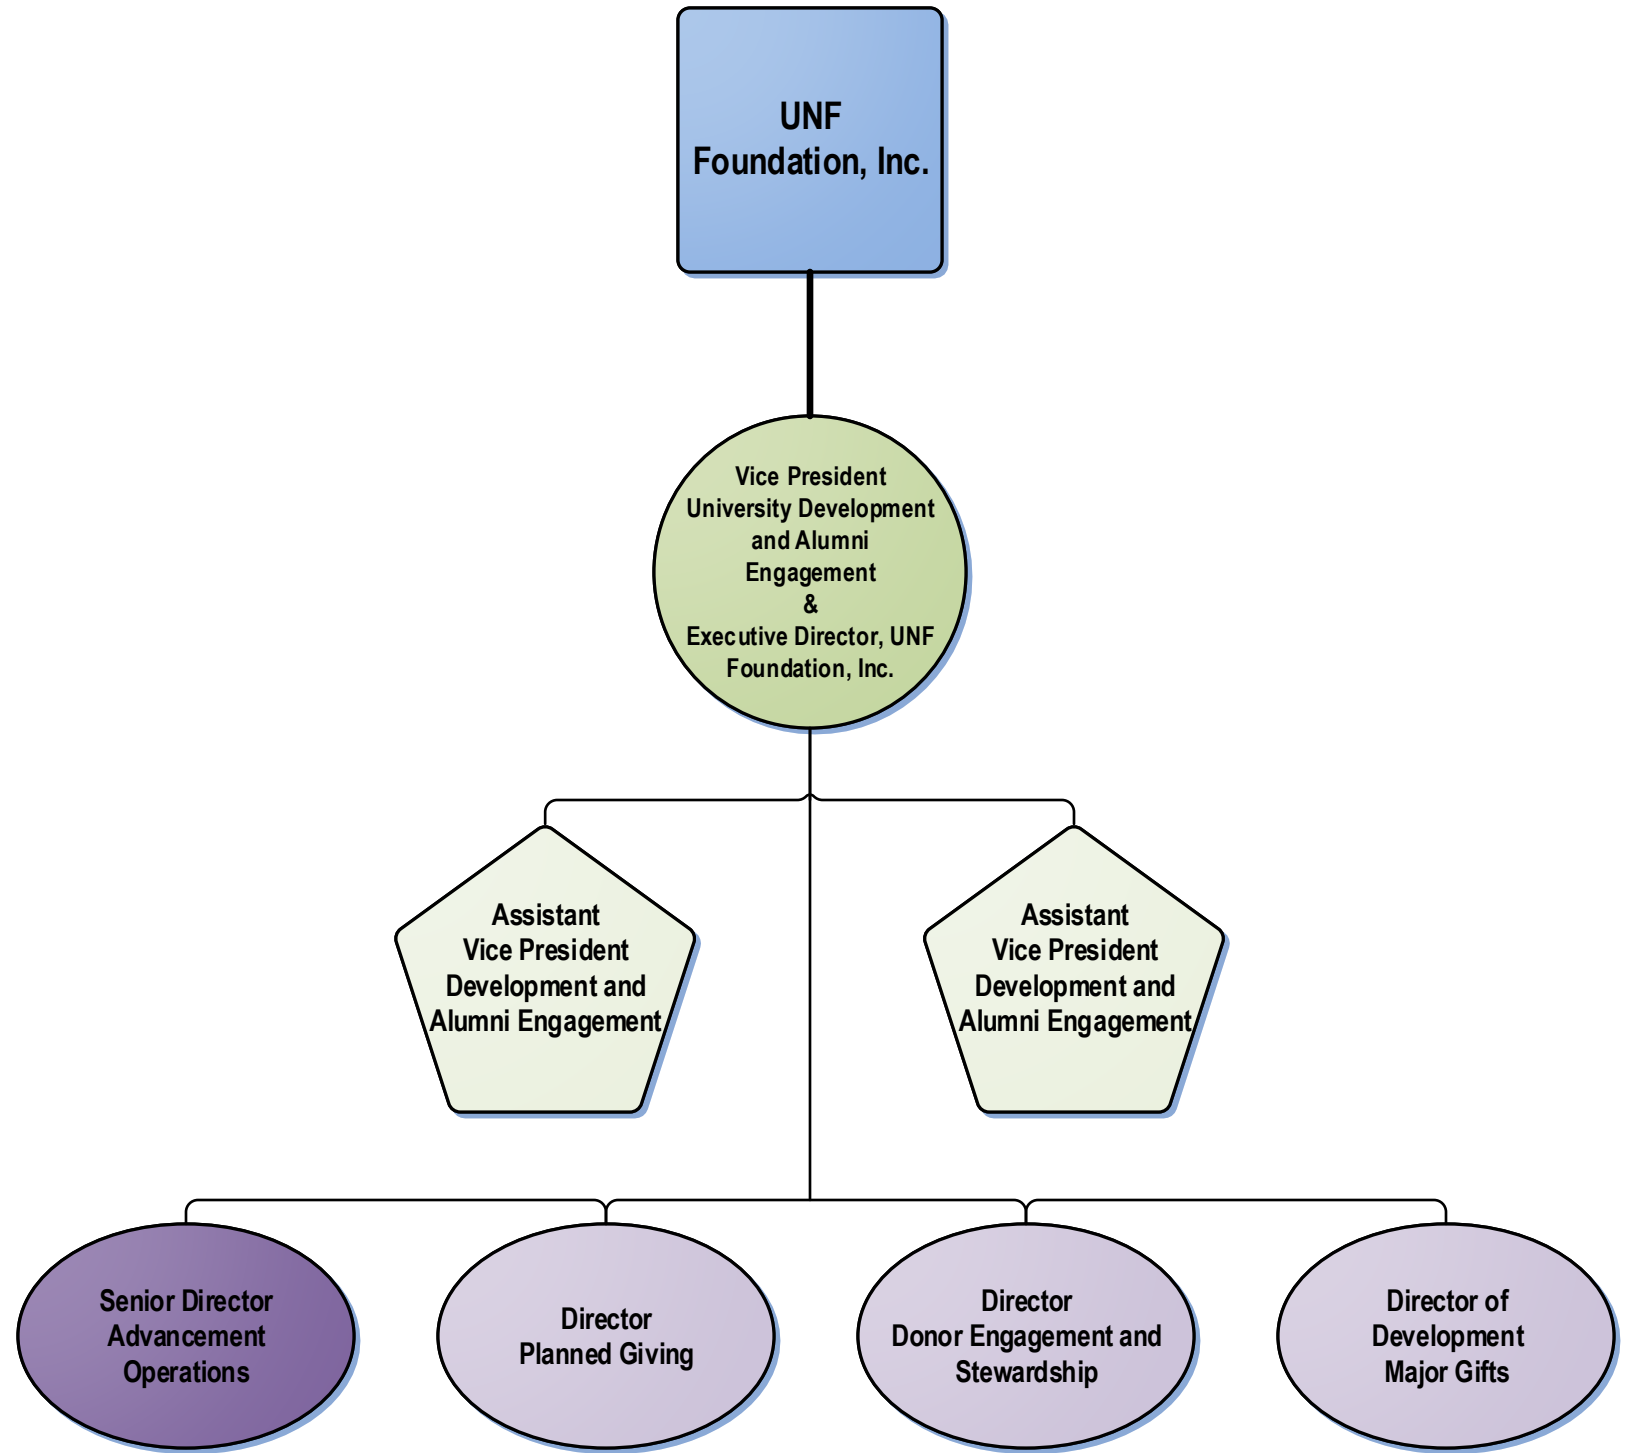 UNF
Foundation, Inc.
Vice President
University Development
and Alumni
Engagement
&
Executive Director, UNF
Foundation, Inc.
Assistant
Vice President
Development and
Alumni Engagement
Assistant
Vice President
Development and
Alumni Engagement
Senior Director
Advancement
Operations
Director
Planned Giving
Director
Donor Engagement and
Stewardship
Director of
Development
Major Gifts